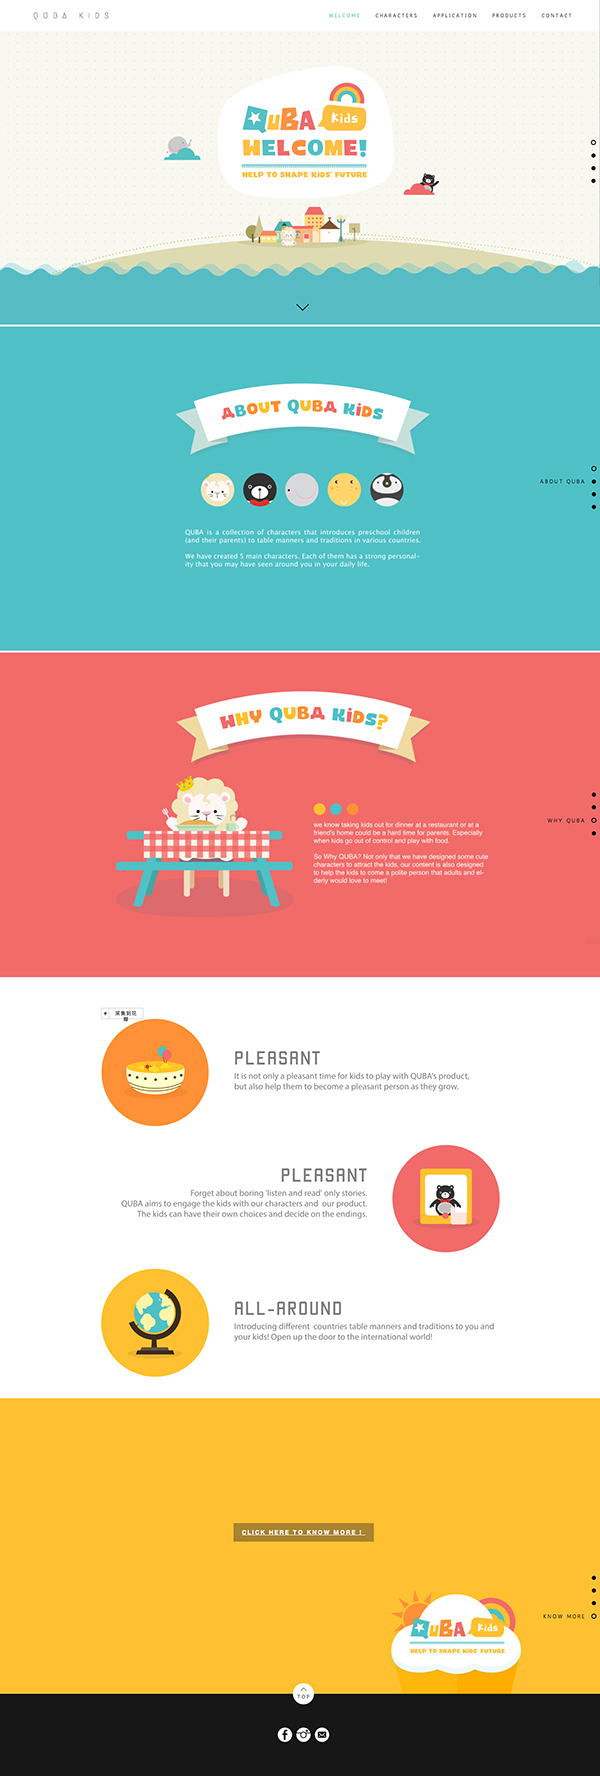 QUBA KIDS
WELCOME CHARACTERS APPLICATION PRODUCTS CONTACT
QUBA Kids
WELCOME!
HELP TO SHAPE KIDS' FUTURE
ABOUT QUBA KiDS
ABOUT QUBA
QUBA is a collection of characters that introduces preschool children
(and their parents) to table manners and traditions in various countries.
We have created 5 main characters. Each of them has a strong personal-
ity that you may have seen around you in your daily life.
WHY QUBA KiDS?
WHY QUBA
we know taking kids out for dinner at a restaurant or at a
friend's home could be a hard time for parents. Especially
when kids go out of control and play with food.
So Why QUBA? Not only that we have designed some cute
characters to attract the kids, our content is also designed
to help the kids to come a polite person that adults and el-
derly would love to meet!
采集到花
瓣
PLEASANT
It is not only a pleasant time for kids to play with QUBA's product,
but also help them to become a pleasant person as they grow.
PLEASANT
Forget about boring 'listen and read' only stories.
QUBA aims to engage the kids with our characters and our product.
The kids can have their own choices and decide on the endings.
ALL-AROUND
Introducing different countries table manners and traditions to you and
your kids! Open up the door to the international world!
CLICK HERE TO KNOW MORE !
KNOW MORE
QUBA Kids
HELP TO SHAPE KIDS' FUTURE
TOP